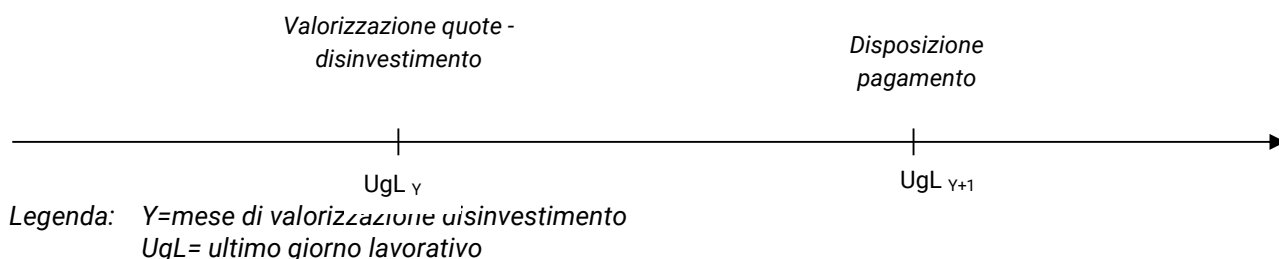 Valorizzazione quote -
disinvestimento
Disposizione
pagamento
UgL Y
UgL Y+1
Legenda: Y=mese di valorizzazione disinvestimento
UgL= ultimo giorno lavorativo